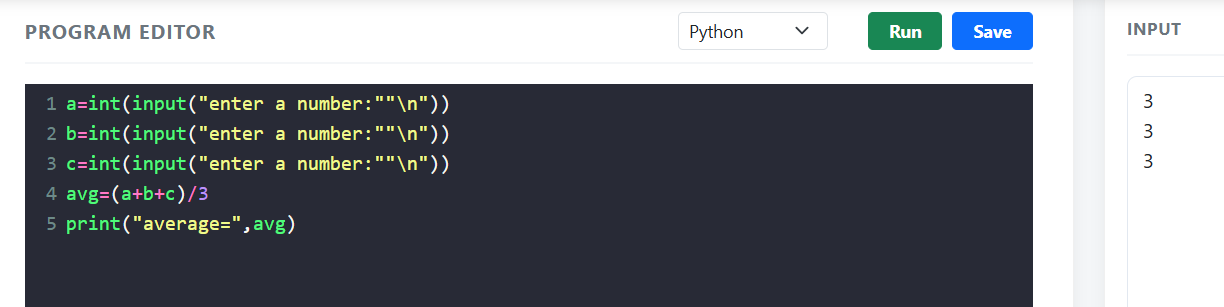 PROGRAM EDITOR
Python
Run
Save
INPUT
1 a=int(input("enter a number:""\n"))
2 b=int(input("enter a number:""\n"))
3 c=int(input("enter a number:""\n"))
4 avg=(a+b+c)/3
5 print("average=",avg)
3
3
3